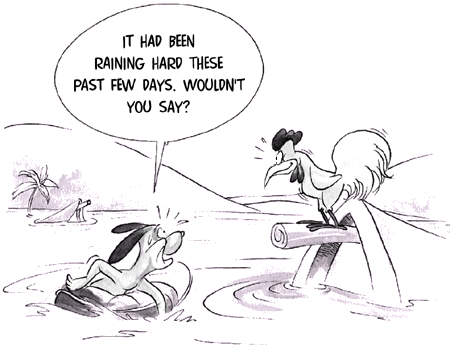 IT HAD BEEN
RAINING HARD THESE
PAST FEW DAYS. WOULDN'T
YOU SAY?